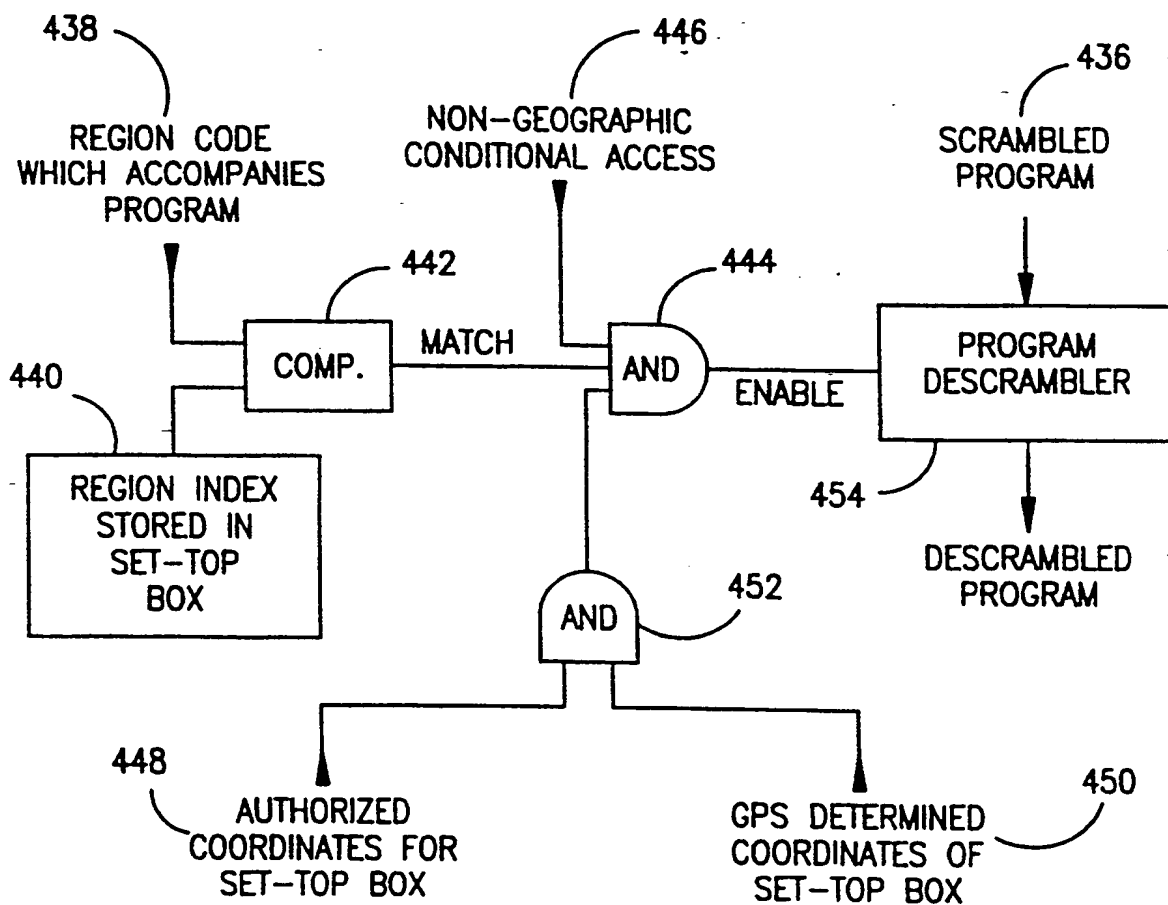 438
446
436
REGION CODE
WHICH ACCOMPANIES
PROGRAM
NON-GEOGRAPHIC
CONDITIONAL ACCESS
SCRAMBLED
PROGRAM
442
444
COMP.
MATCH
AND
ENABLE
PROGRAM
DESCRAMBLER
440
454
REGION INDEX
STORED IN
SET-TOP
BOX
DESCRAMBLED
PROGRAM
AND
452
448
AUTHORIZED
COORDINATES FOR
SET-TOP BOX
GPS DETERMINED
COORDINATES OF
SET-TOP BOX
450